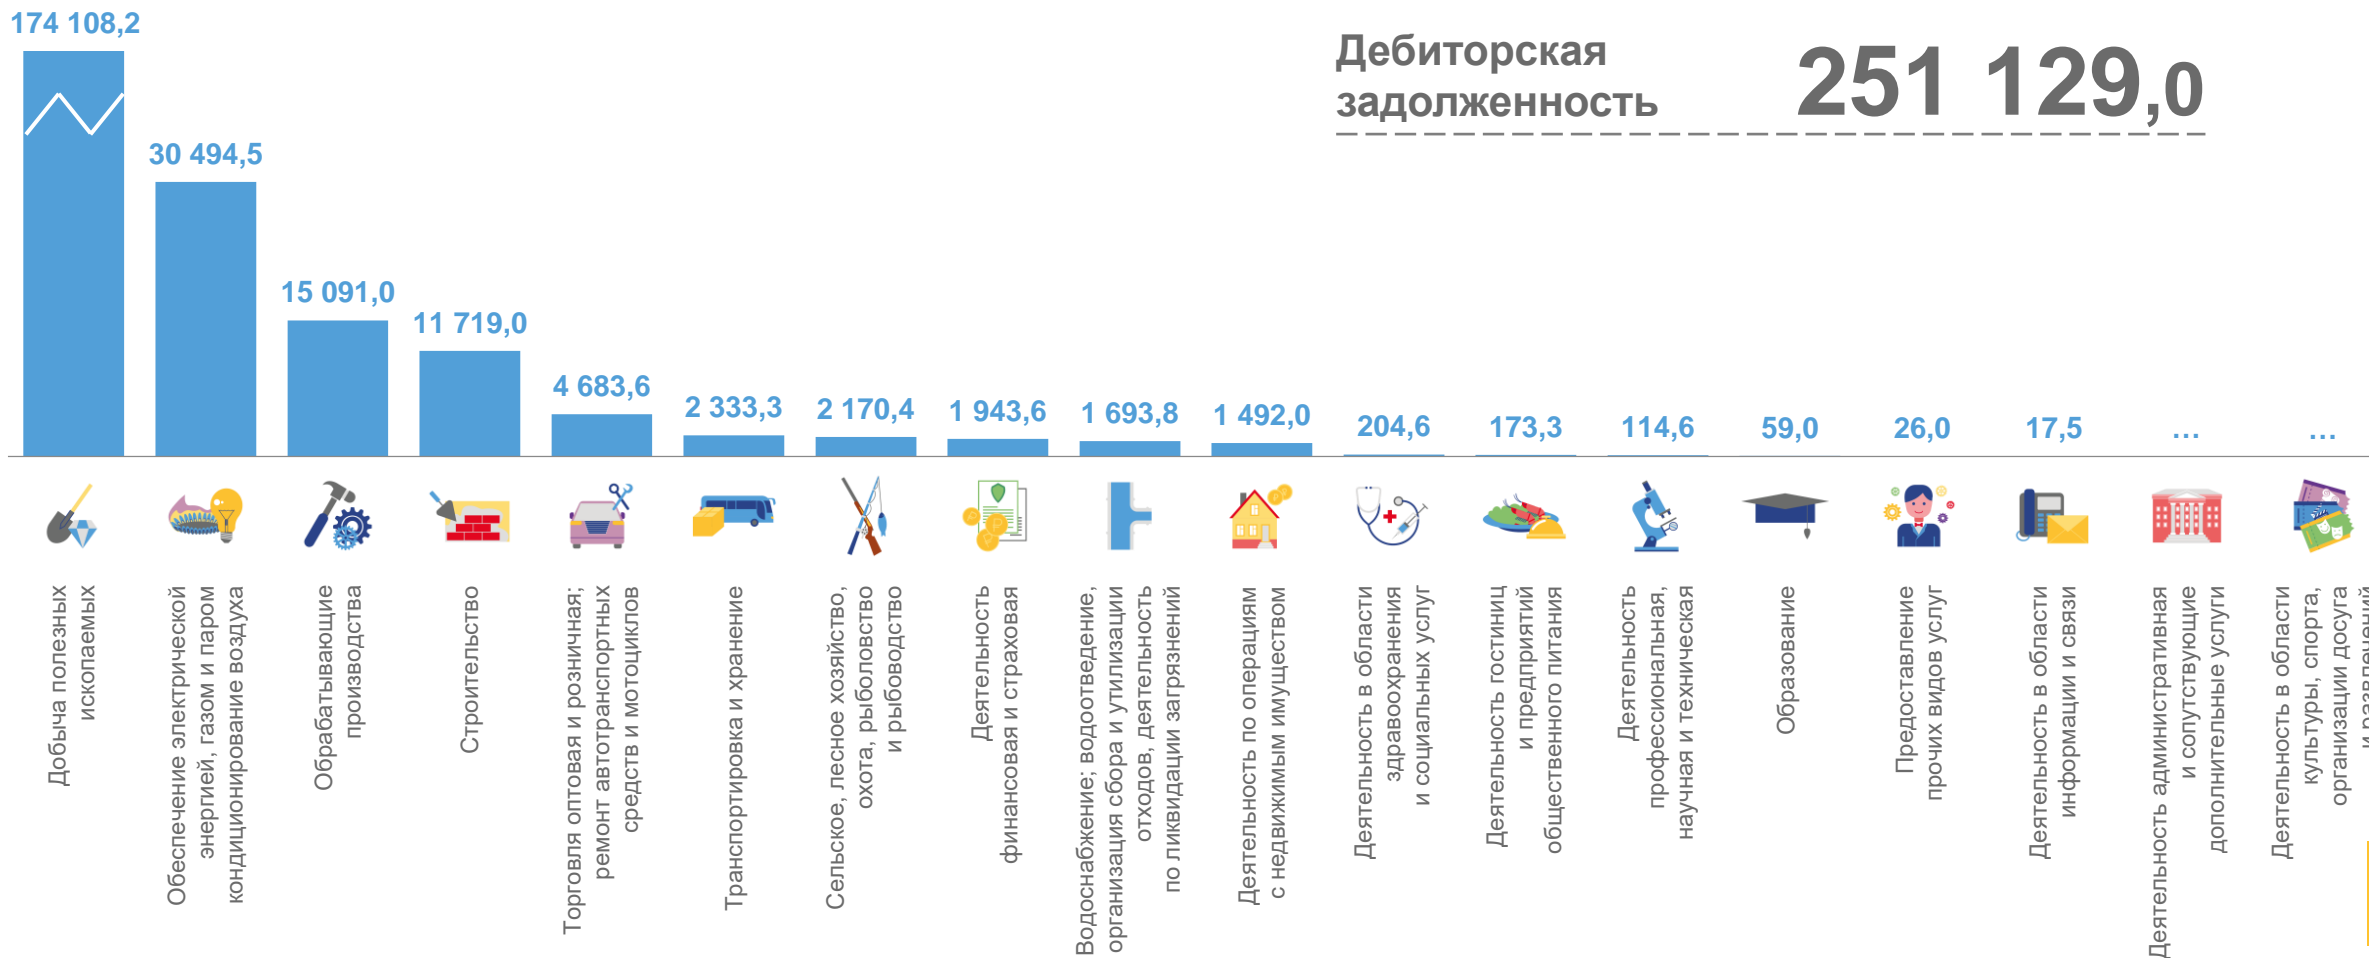 174 108,2
30 494,5
15 091,0
11 719,0
4 683,6
2 333,3
2 170,4
1 943,6
1 693,8
1 492,0
204,6
173,3
114,6
59,0
26,0
17,5
...
...
Дебиторская
задолженность
251 129,0
Добыча полезных
ископаемых
Обеспечение электрической
энергией, газом и паром
кондиционирование воздуха
Обрабатывающие
производства
Строительство
Торговля оптовая и розничная;
ремонт автотранспортных
средств и мотоциклов
Транспортировка и хранение
Сельское, лесное хозяйство,
охота, рыболовство
и рыбоводство
Деятельность
финансовая и страховая
Водоснабжение; водоотведение,
организация сбора и утилизации
отходов, деятельность
по ликвидации загрязнений
Деятельность по операциям
с недвижимым имуществом
Деятельность в области
здравоохранения
и социальных услуг
Деятельность гостиниц
и предприятий
общественного питания
Деятельность
профессиональная,
научная и техническая
Образование
Предоставление
прочих видов услуг
Деятельность в области
информации и связи
Деятельность административная
и сопутствующие
дополнительные услуги
Деятельность в области
культуры, спорта,
организации досуга
и развлечений